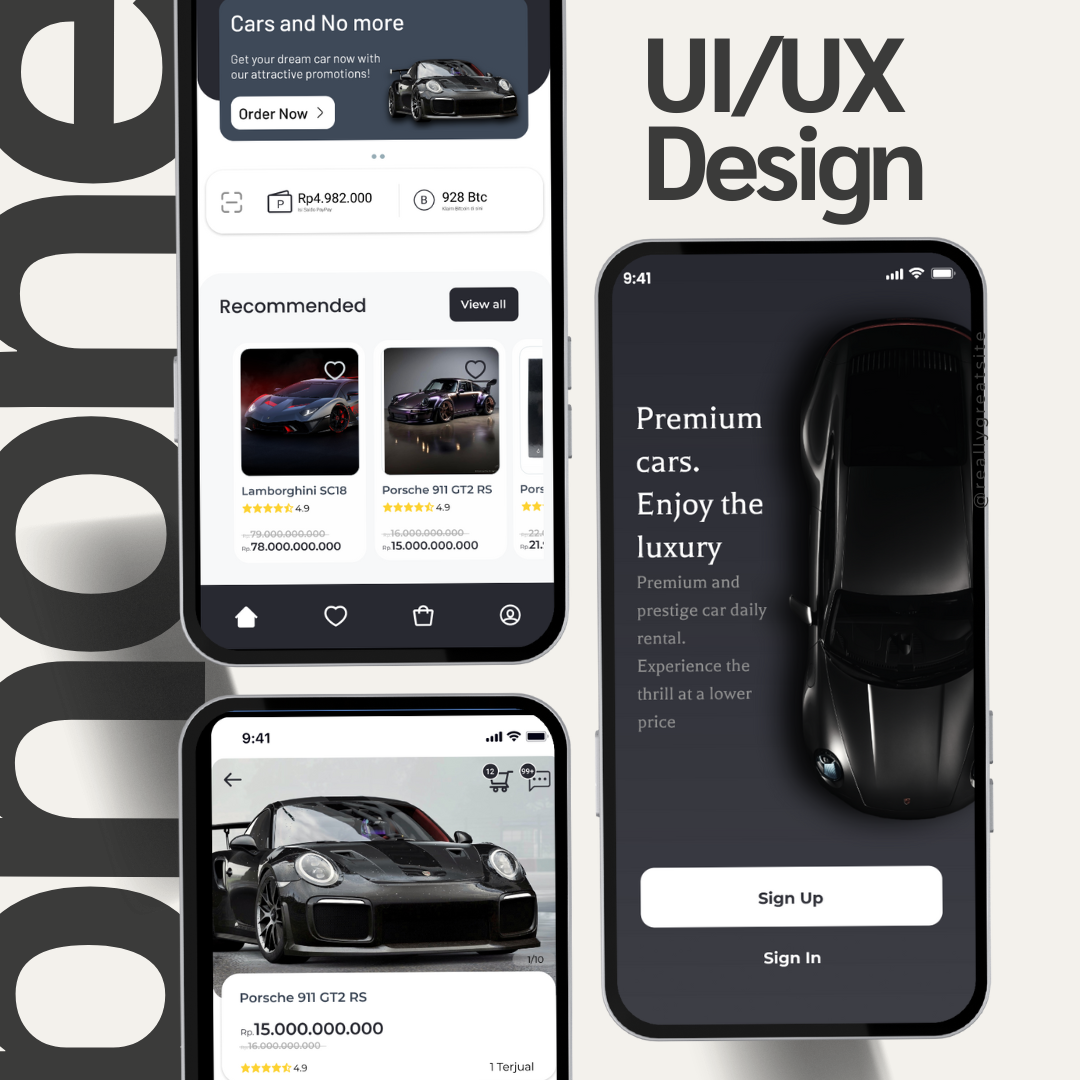 phone
UI/UX
Design
Cars and No more
Get your dream car now with
our attractive promotions!
Order Now
P
Rp4.982.000
B
928 Btc
Recommended
View all
Lamborghini SC18
4.9
Rp.79.000.000.000
Rp.78.000.000.000
Porsche 911 GT2 RS
4.9
Rp.16.000.000.000
Rp.15.000.000.000
Pors
Rp.21.
9:41
12
99+
1/10
Porsche 911 GT2 RS
Rp.15.000.000.000
Rp.16.000.000.000
4.9
1 Terjual
9:41
Premium
cars.
Enjoy the
luxury
Premium and
prestige car daily
rental.
Experience the
thrill at a lower
price
Sign Up
Sign In
@reallygreatsite